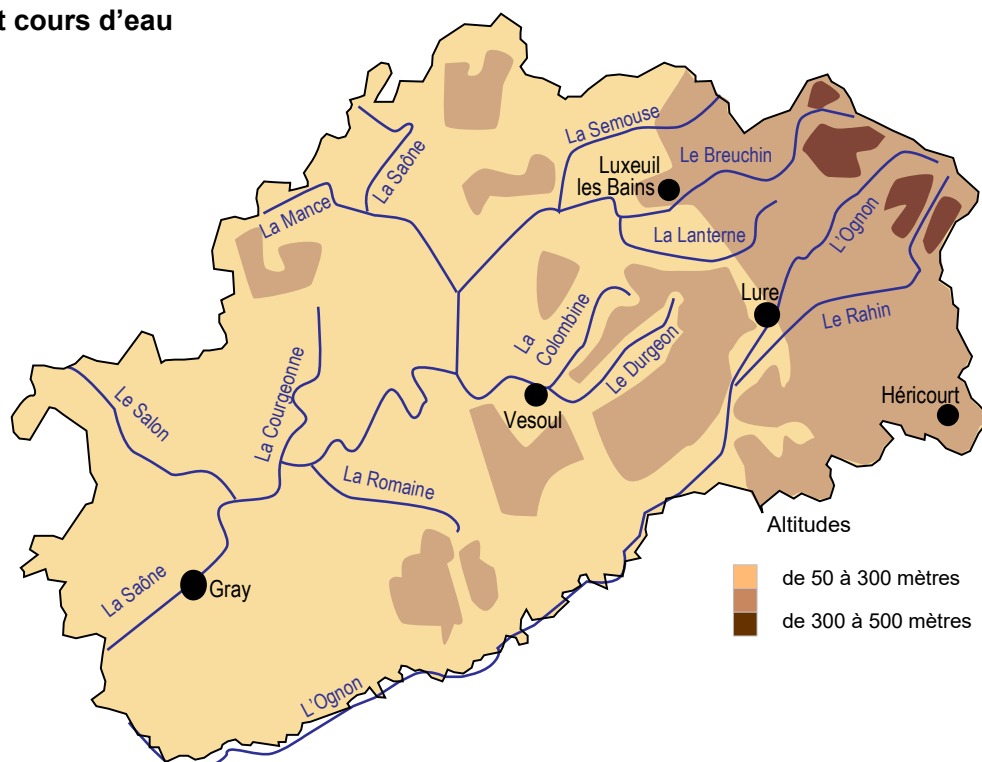 t cours d'eau
La Semouse
La Saône
Luxeuil
les Bains
Le Breuchin
La Mance
La Lanterne
L'Ognon
Lure
La
Colombine
Le Rahin
Le Durgeon
Le Salon
La Courgeonne
Héricourt
Vesoul
La Romaine
Altitudes
de 50 à 300 mètres
La Saône
Gray
de 300 à 500 mètres
L'Ognon